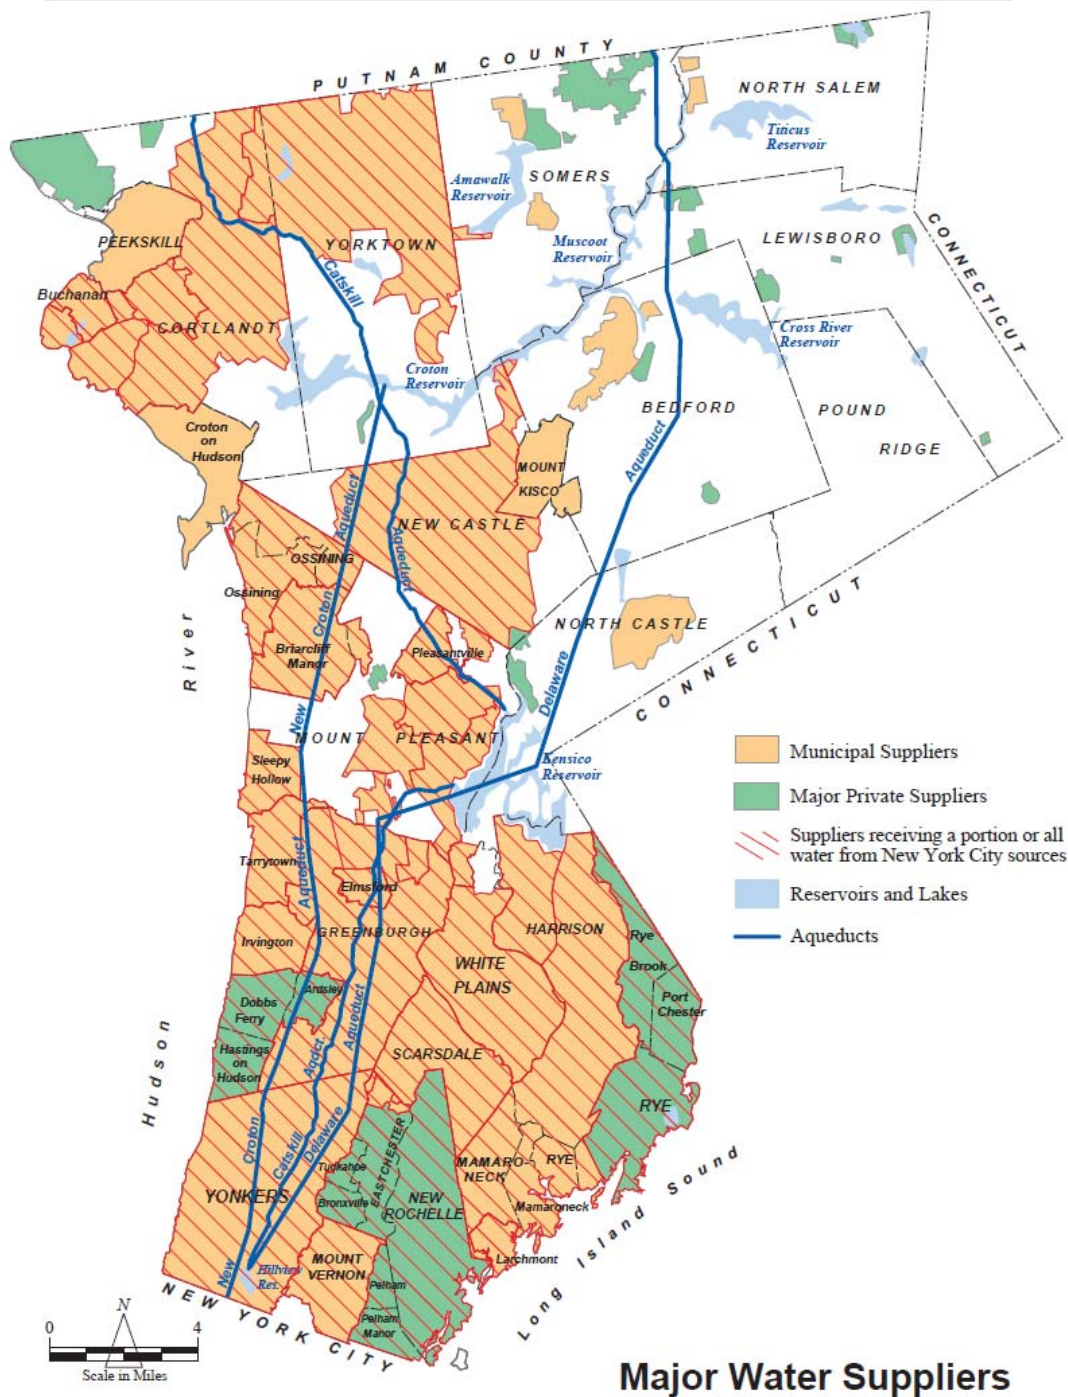 PUTNAM COUNTY
NORTH SALEM
Titicus
Reservoir
Amawalk
Reservoir
SOMERS
PEEKSKILL
YORKTOWN
Muscoot
Reservoir
LEWISBORO
CONNECTICUT
Catskill
Buchanan
CORTLANDT
Cross River
Reservoir
Croton
Reservoir
BEDFORD
POUND
RIDGE
Croton
on
Hudson
Aqueduct
MOUNT
KISCO
Aqueduct
NEW CASTLE
Aqueduct
OSSINING
Ossining
Croton
NORTH CASTLE
CONNECTICUT
River
Briarcliff
Manor
Pleasantville
Delaware
New
MOUNT PLEASANT
Sleepy
Hollow
Kensico
Reservoir
Municipal Suppliers
Major Private Suppliers
Suppliers receiving a portion or all
water from New York City sources
Reservoirs and Lakes
Aqueducts
Tarrytown
Aqueduct
Elmsford
GREENBURGH
HARRISON
Irvington
WHITE
PLAINS
Rye
Brook
Port
Chester
Dobbs
Ferry
Ardsley
Aqueduct
Hastings
on
Hudson
Aqdct.
SCARSDALE
Hudson
RYE
Croton
Catskill
Delaware
Tuckahoe
EASTCHESTER
Bronxville
MAMARO-
NECK
RYE
YONKERS
NEW
ROCHELLE
Mamaroneck
Long Island Sound
New
Hillview
Res.
MOUNT
VERNON
Larchmont
Pelham
Pelham
Manor
NEW YORK CITY
N
0 4
Scale in Miles
Major Water Suppliers